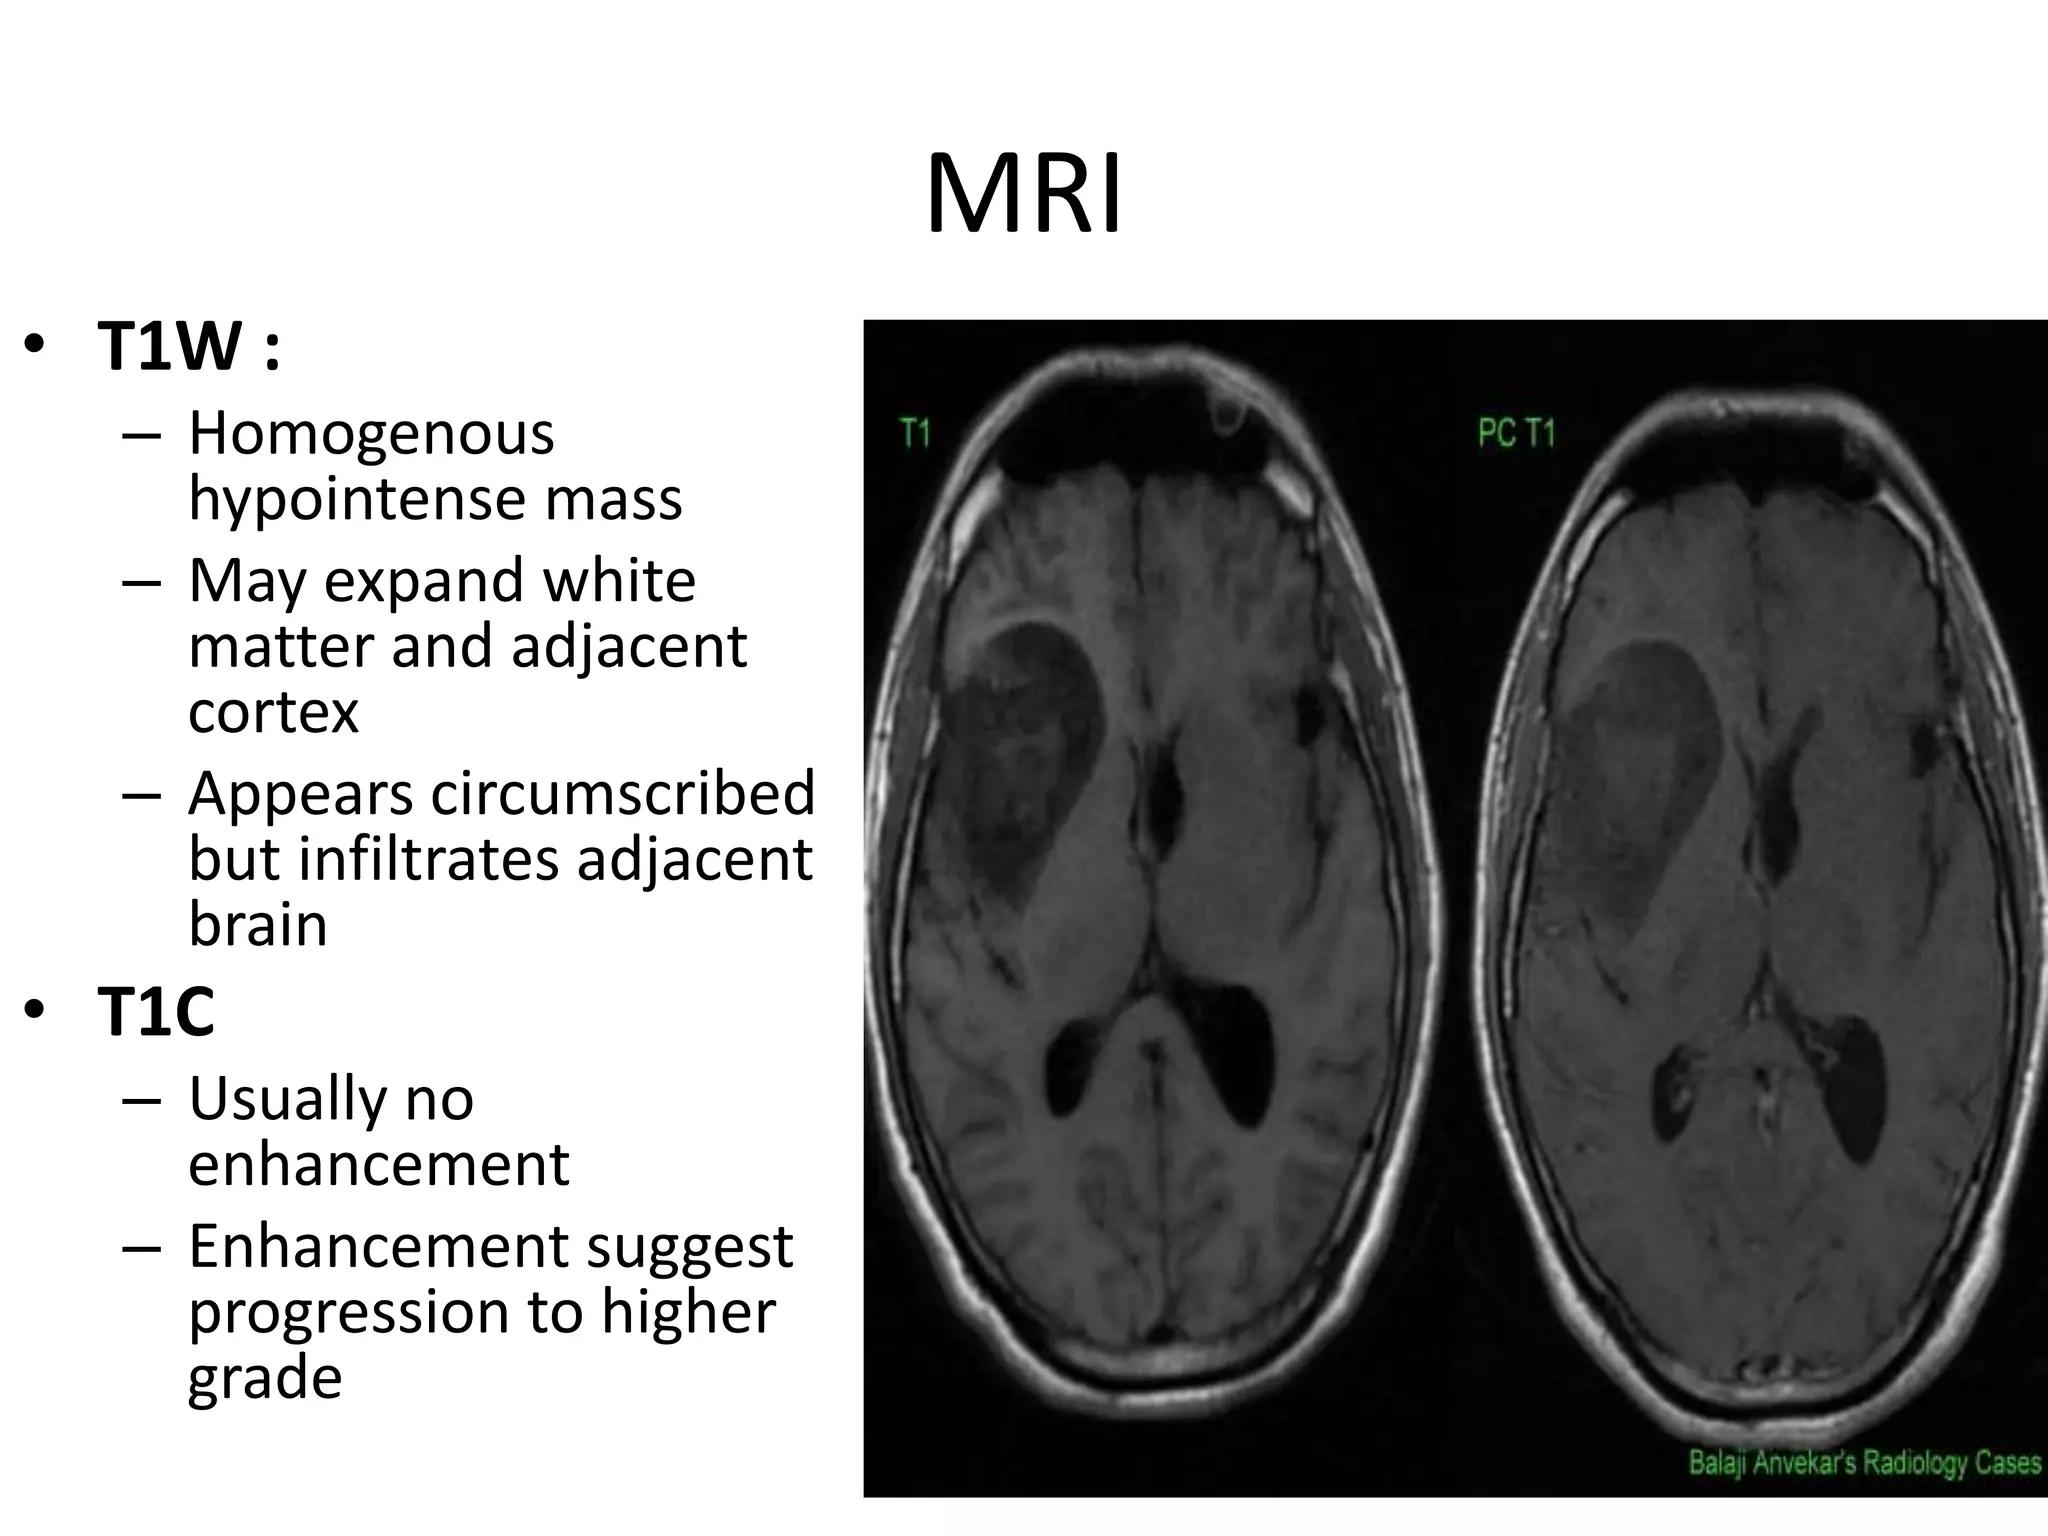 MRI
• T1W :
– Homogenous
hypointense mass
– May expand white
matter and adjacent
cortex
– Appears circumscribed
but infiltrates adjacent
brain
• T1C
– Usually no
enhancement
– Enhancement suggest
progression to higher
grade
T1
PC T1
Balaji Anvekar's Radiology Cases